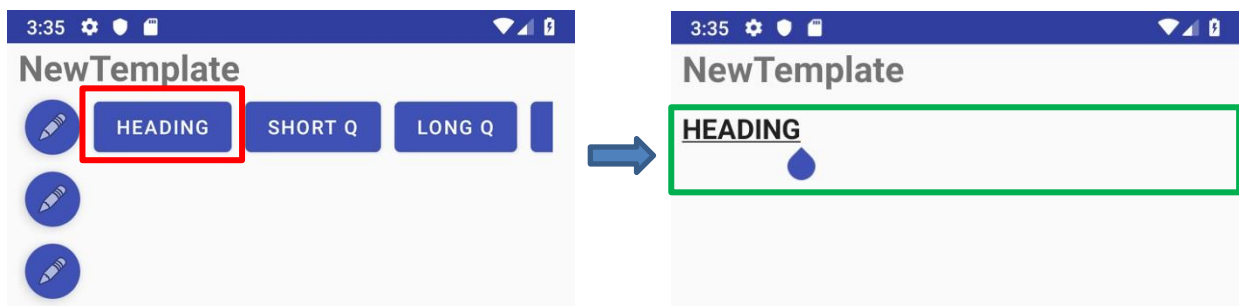 3:35
NewTemplate
HEADING SHORT Q LONG Q
3:35
NewTemplate
HEADING